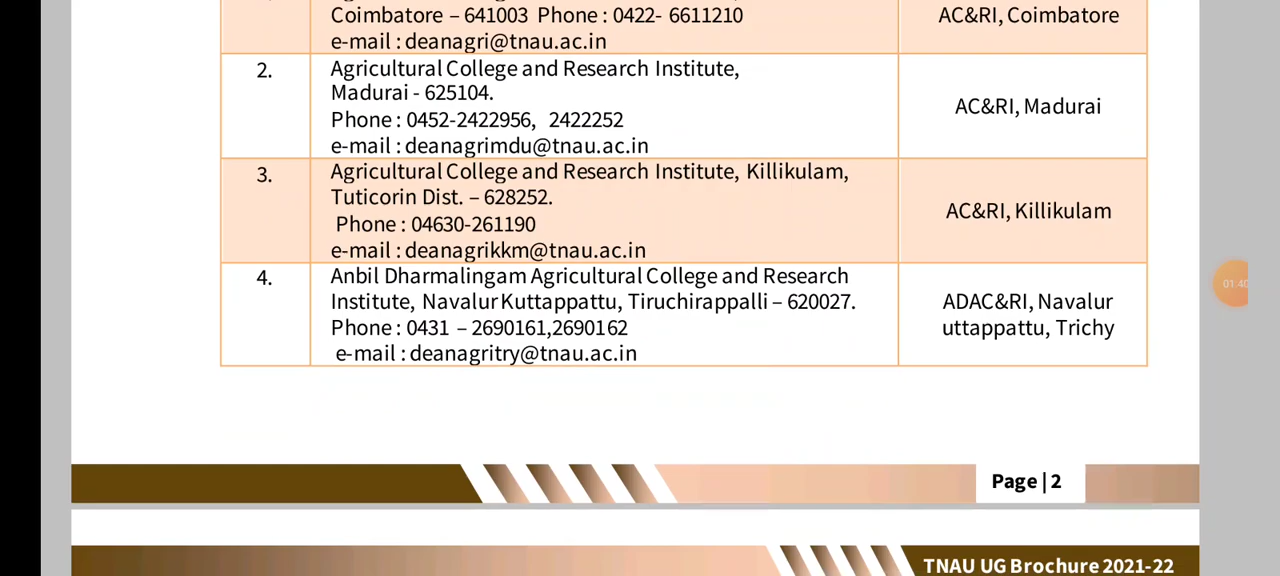 Coimbatore – 641003 Phone : 0422- 6611210
e-mail : deanagri@tnau.ac.in
AC&RI, Coimbatore
2.
Agricultural College and Research Institute,
Madurai - 625104.
Phone : 0452-2422956, 2422252
e-mail : deanagrimdu@tnau.ac.in
AC&RI, Madurai
3.
Agricultural College and Research Institute, Killikulam,
Tuticorin Dist. – 628252.
Phone : 04630-261190
e-mail : deanagrikkm@tnau.ac.in
AC&RI, Killikulam
4.
Anbil Dharmalingam Agricultural College and Research
Institute, Navalur Kuttappattu, Tiruchirappalli – 620027.
Phone : 0431 – 2690161,2690162
e-mail : deanagritry@tnau.ac.in
ADAC&RI, Navalur
uttappattu, Trichy
01:40
Page | 2
TNAU UG Brochure 2021-22